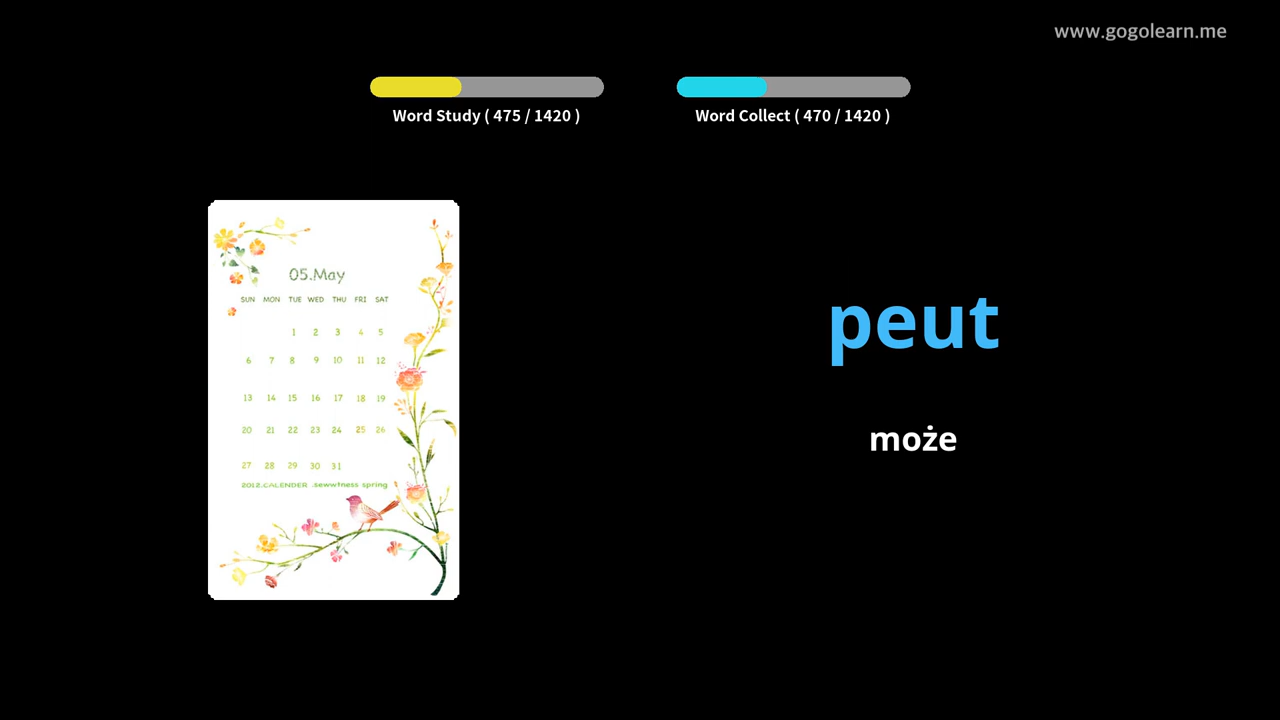 www.gogolearn.me
Word Study ( 475 / 1420 )
Word Collect ( 470 / 1420 )
05.May
SUN MON TUE WED THU FRI SAT
1 2 3 4 5
6 7 8 9 10 11 12
13 14 15 16 17 18 19
20 21 22 23 24 25 26
27 28 29 30 31
2012.CALENDER .sewwtness spring
peut
może